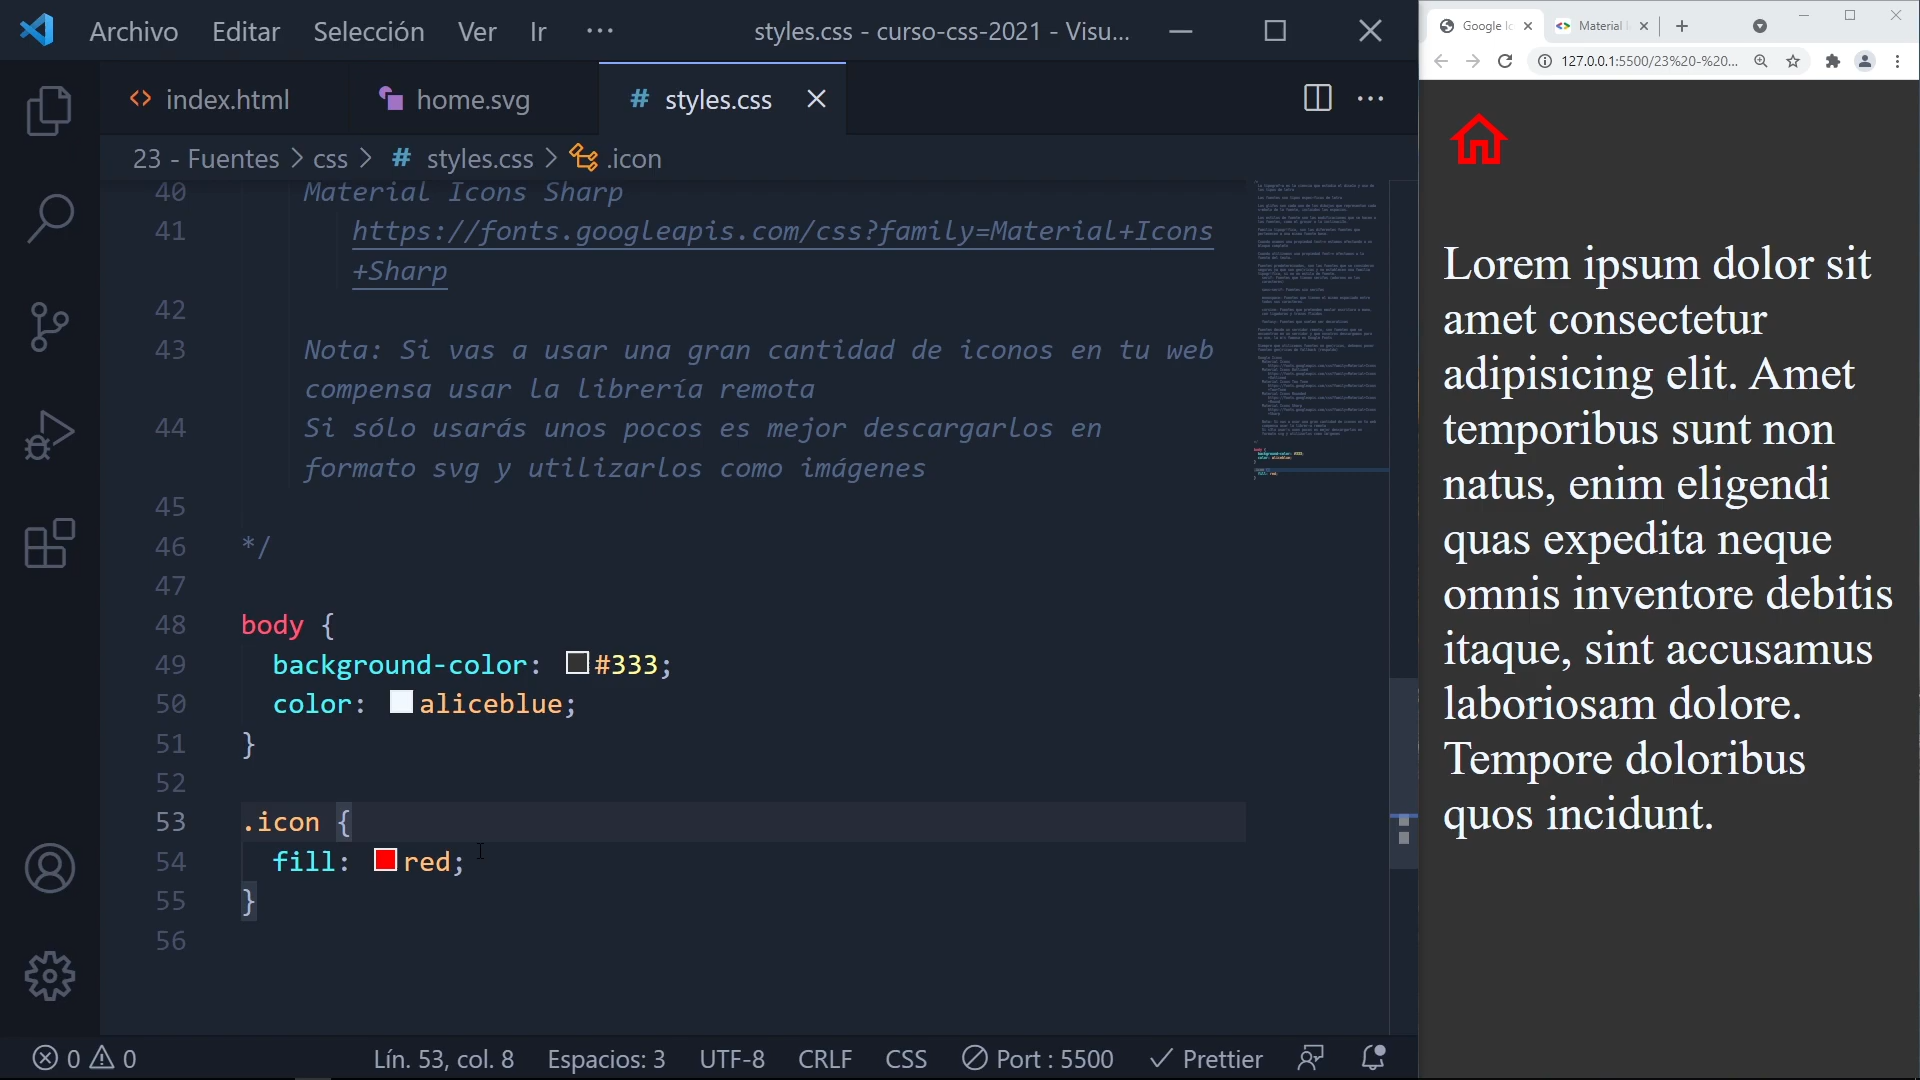 Archivo Editar Selección Ver Ir ··· styles.css - curso-css-2021 - Visu...
index.html home.svg # styles.css
23 - Fuentes > css > # styles.css > .icon
40 Material Icons Sharp
41 https://fonts.googleapis.com/css?family=Material+Icons
+Sharp
42
43 Nota: Si vas a usar una gran cantidad de iconos en tu web
compensa usar la librería remota
44 Si sólo usarás unos pocos es mejor descargarlos en
formato svg y utilizarlos como imágenes
45
46 */
47
48 body {
49 background-color: #333;
50 color: aliceblue;
51 }
52
53 .icon {
54 fill: red;
55 }
56
0 0 Lín. 53, col. 8 Espacios: 3 UTF-8 CRLF CSS Port : 5500 Prettier
Google Ic Material
127.0.0.1:5500/23%20-%20...
Lorem ipsum dolor sit
amet consectetur
adipisicing elit. Amet
temporibus sunt non
natus, enim eligendi
quas expedita neque
omnis inventore debitis
itaque, sint accusamus
laboriosam dolore.
Tempore doloribus
quos incidunt.